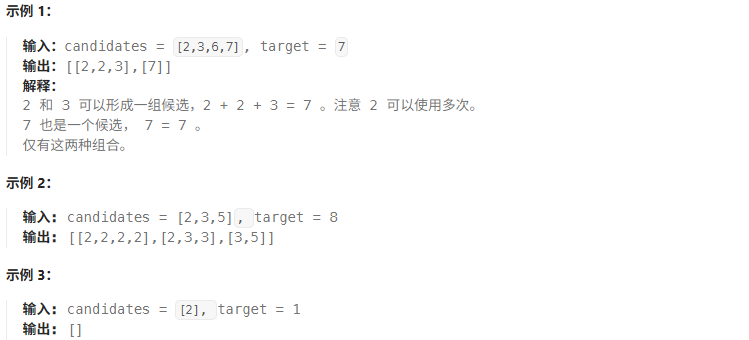 示例 1：
输入：candidates = [2,3,6,7], target = 7
输出：[[2,2,3],[7]]
解释：
2 和 3 可以形成一组候选，2 + 2 + 3 = 7 。注意 2 可以使用多次。
7 也是一个候选， 7 = 7 。
仅有这两种组合。
示例 2：
输入：candidates = [2,3,5], target = 8
输出：[[2,2,2,2],[2,3,3],[3,5]]
示例 3：
输入：candidates = [2], target = 1
输出：[]